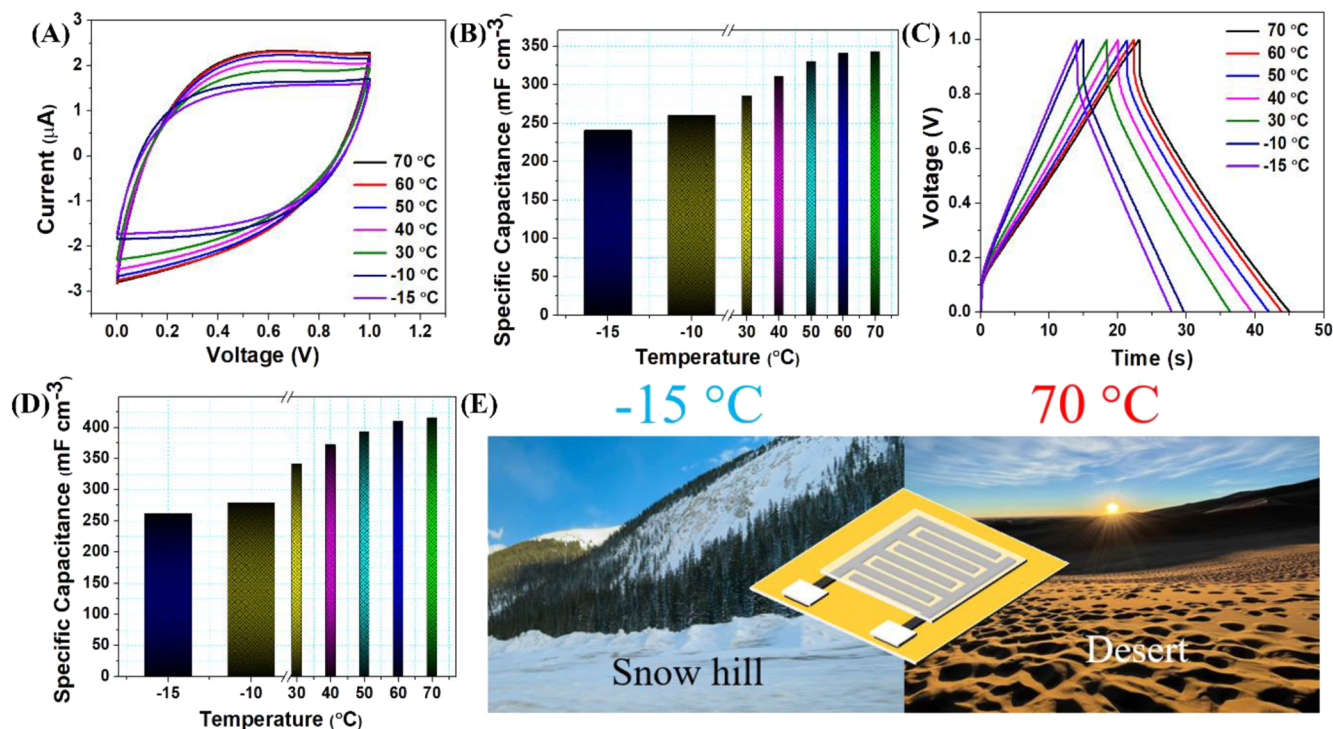 (A)
3
2
1
0
-1
-2
-3
Current (μA)
0.0 0.2 0.4 0.6 0.8 1.0 1.2
Voltage (V)
70 °C
60 °C
50 °C
40 °C
30 °C
-10 °C
-15 °C
(B)
350
300
250
200
150
100
50
0
Specific Capacitance (mF cm-3)
-15 -10 30 40 50 60 70
Temperature (°C)
(C)
1.0
0.8
0.6
0.4
0.2
0.0
Voltage (V)
0 10 20 30 40 50
Time (s)
70 °C
60 °C
50 °C
40 °C
30 °C
-10 °C
-15 °C
(D)
400
350
300
250
200
150
100
50
0
Specific Capacitance (mF cm-3)
-15 -10 30 40 50 60 70
Temperature (°C)
(E)
-15 °C
70 °C
Snow hill
Desert